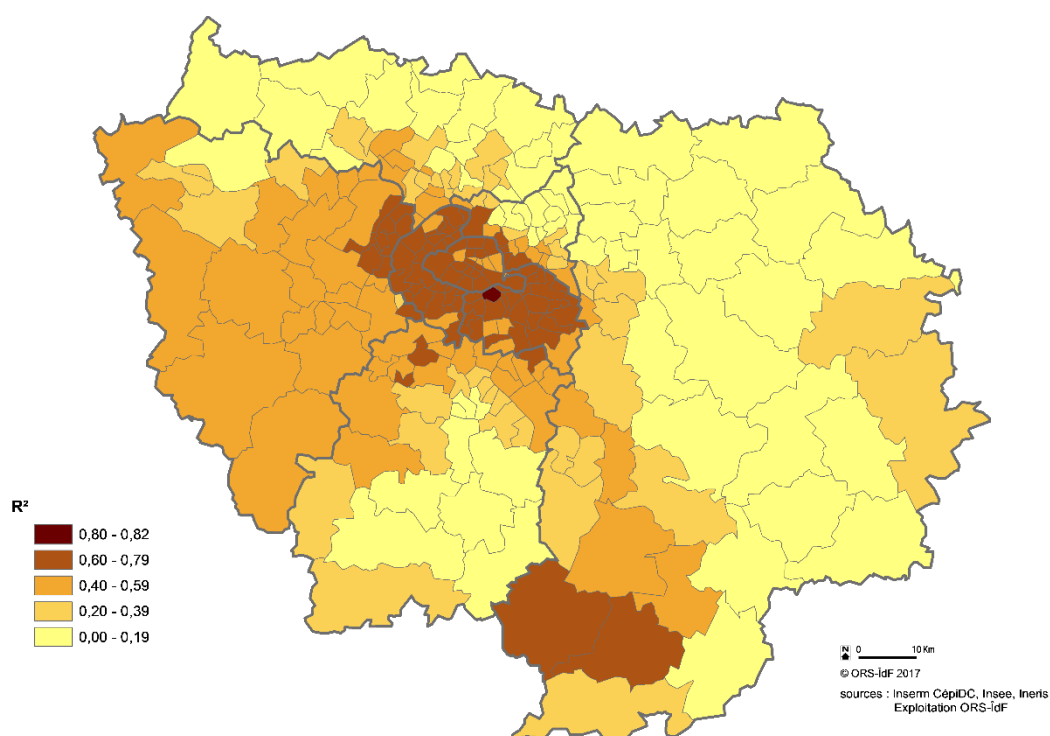 R²
0,80 - 0,82
0,60 - 0,79
0,40 - 0,59
0,20 - 0,39
0,00 - 0,19
N 0 10 Km
© ORS-ÎdF 2017
sources : Inserm CépiDC, Insee, Ineris
Exploitation ORS-ÎdF